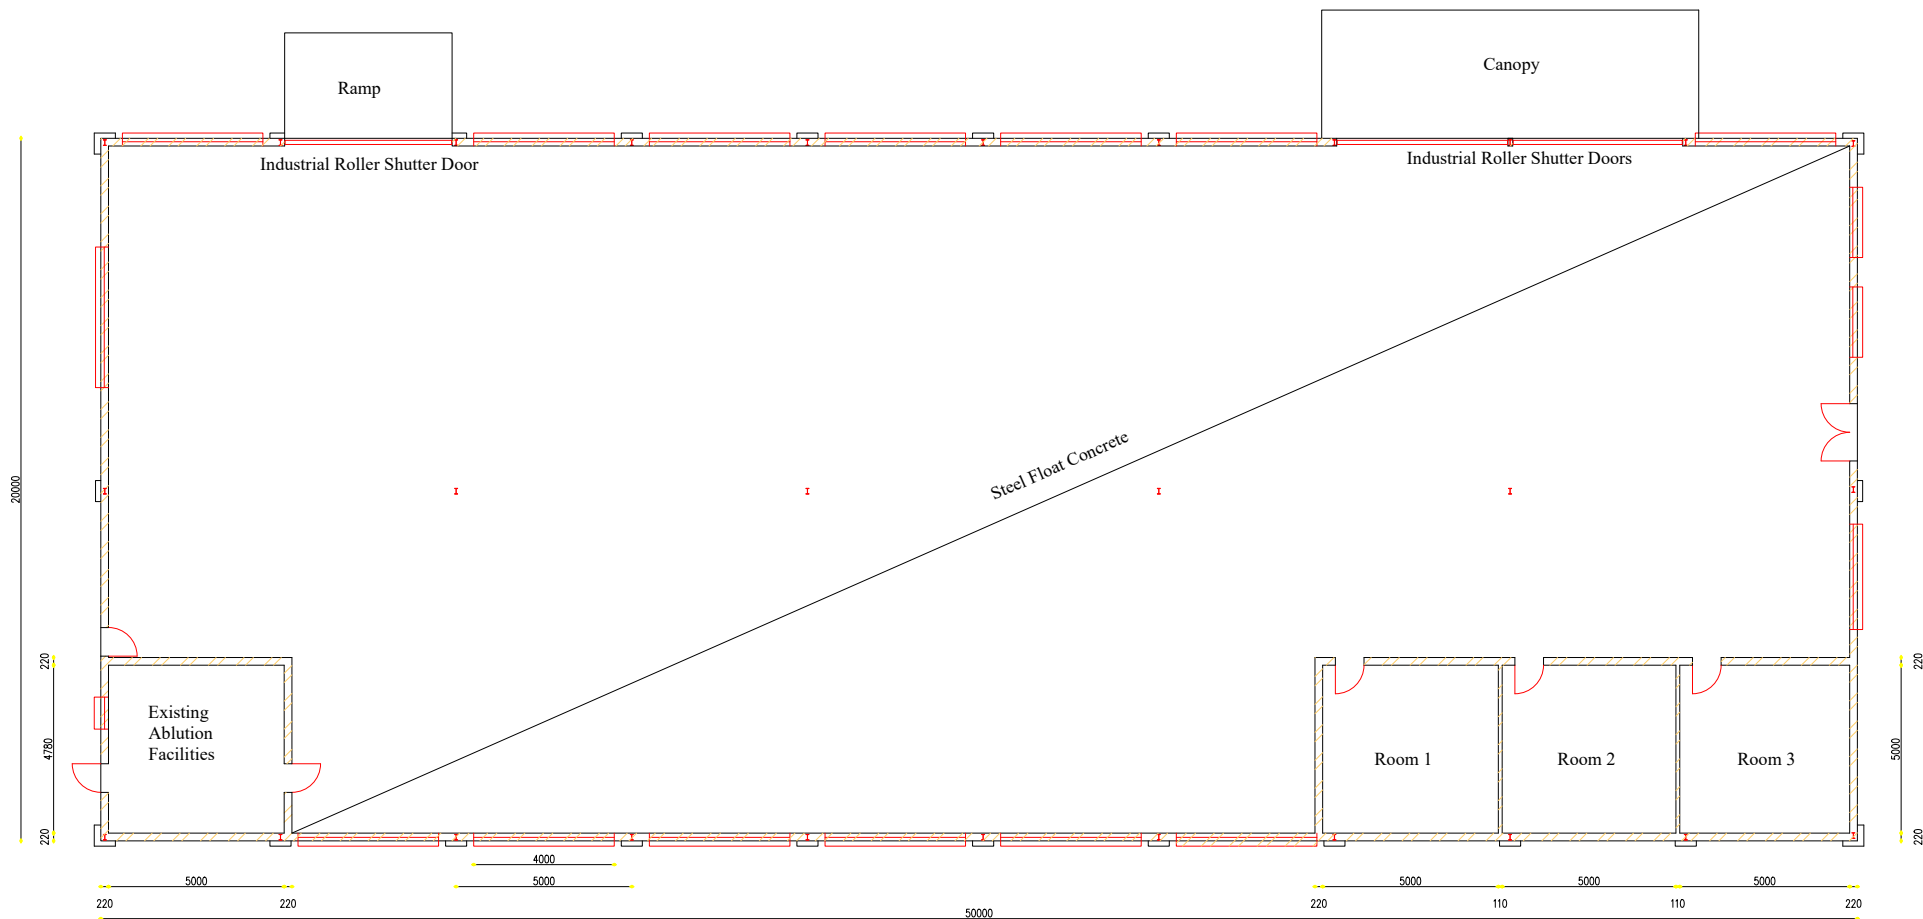 Canopy
Ramp
Industrial Roller Shutter Door
Industrial Roller Shutter Doors
Steel Float Concrete
20000
220
4780
220
Existing
Ablution
Facilities
Room 1
Room 2
Room 3
220
5000
220
4000
5000
5000
5000
5000
5000
220
220
220
110
110
220
50000